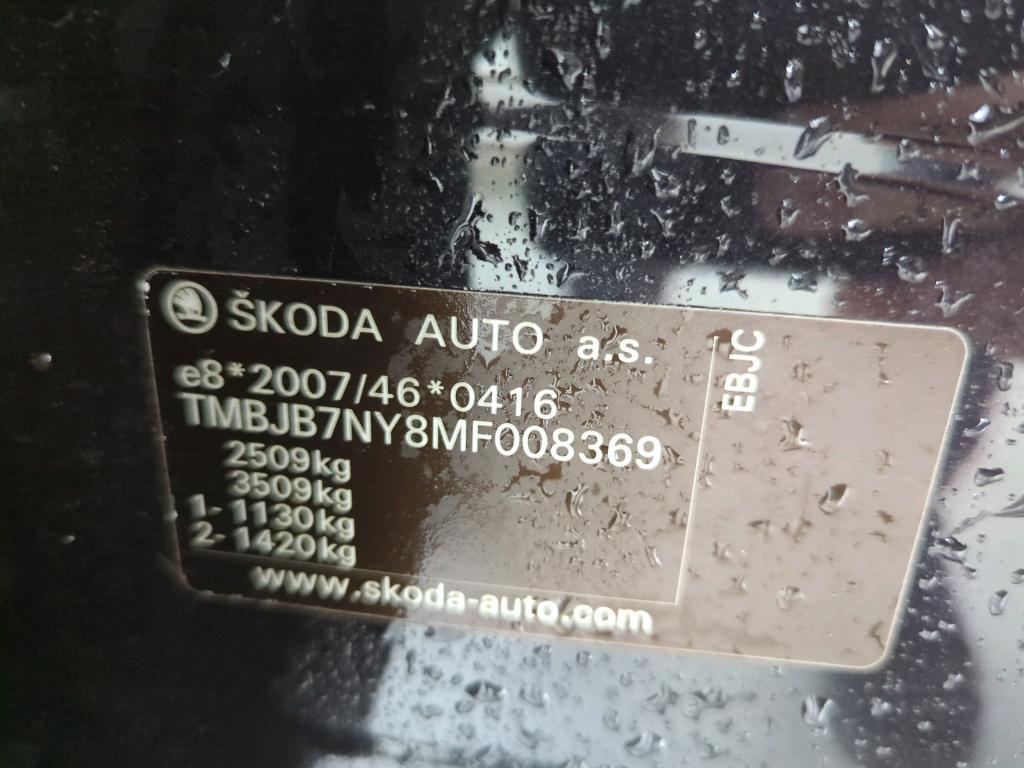 ŠKODA AUTO a.s.
e8*2007/46*0416
TMBJB7NY8MF008369
2509kg
3509kg
1- 1130kg
2- 1420kg
www.skoda-auto.com
EBJC